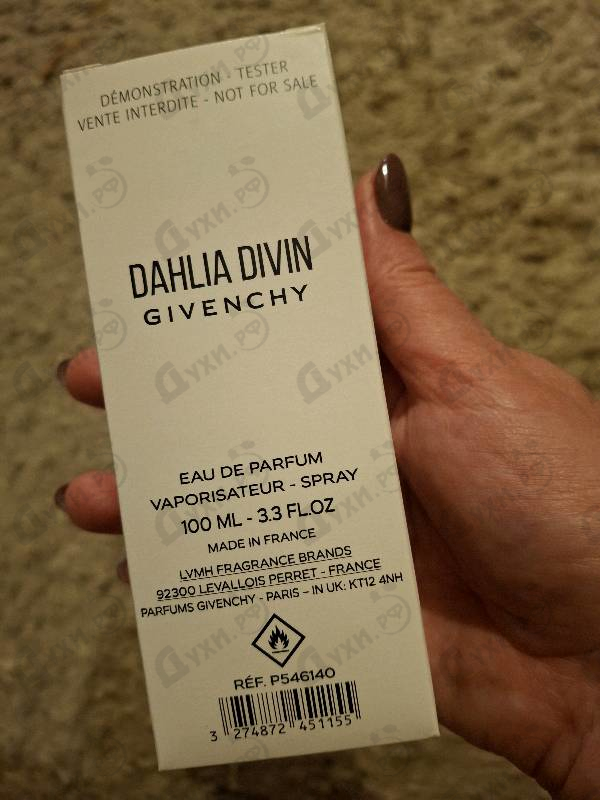 DÉMONSTRATION - TESTER
VENTE INTERDITE - NOT FOR SALE
DAHLIA DIVIN
GIVENCHY
EAU DE PARFUM
VAPORISATEUR - SPRAY
100 ML - 3.3 FL.OZ
MADE IN FRANCE
LVMH FRAGRANCE BRANDS
92300 LEVALLOIS PERRET - FRANCE
PARFUMS GIVENCHY - PARIS – IN UK: KT12 4NH
RÉF. P546140
3 274872 451155
Духи.РФ